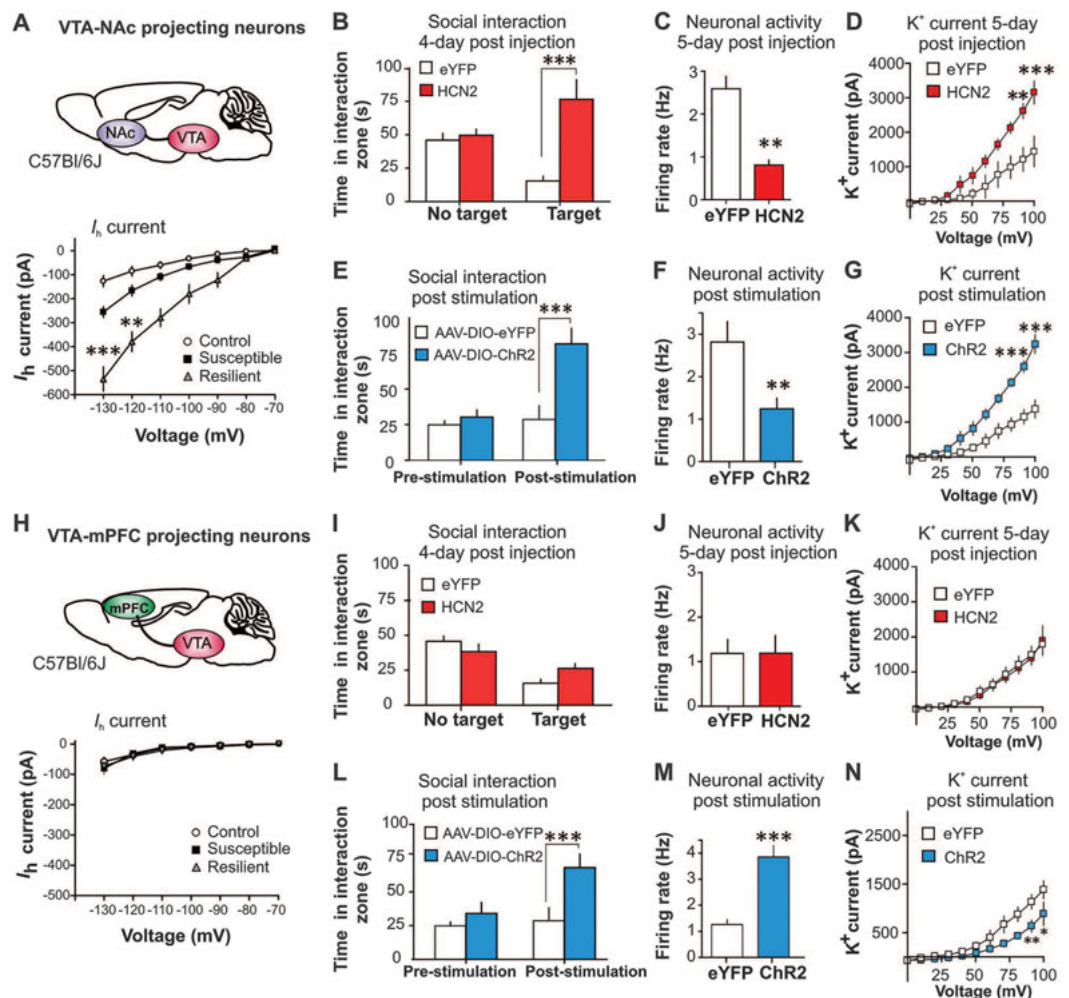 A
VTA-NAc projecting neurons
NAc
VTA
C57Bl/6J
Ih current
Ih current (pA)
0
-100
-200
-300
-400
-500
-600
**
***
Control
Susceptible
Resilient
-130 -120 -110 -100 -90 -80 -70
Voltage (mV)
B
Social interaction
4-day post injection
eYFP
HCN2
***
Time in interaction
zone (s)
100
75
50
25
0
No target
Target
C
Neuronal activity
5-day post injection
Firing rate (Hz)
3
2
1
0
**
eYFP HCN2
D
K+ current 5-day
post injection
eYFP
HCN2
***
**
K+current (pA)
4000
3000
2000
1000
25 50 75 100
Voltage (mV)
E
Social interaction
post stimulation
AAV-DIO-eYFP
AAV-DIO-ChR2
***
Time in interaction
zone (s)
100
75
50
25
0
Pre-stimulation
Post-stimulation
F
Neuronal activity
post stimulation
Firing rate (Hz)
3
2
1
0
**
eYFP ChR2
G
K+ current
post stimulation
eYFP
ChR2
***
***
K+current (pA)
4000
3000
2000
1000
25 50 75 100
Voltage (mV)
H
VTA-mPFC projecting neurons
mPFC
VTA
C57Bl/6J
Ih current
Ih current (pA)
0
-100
-200
-300
-400
-500
Control
Susceptible
Resilient
-130 -120 -110 -100 -90 -80 -70
Voltage (mV)
I
Social interaction
4-day post injection
eYFP
HCN2
Time in interaction
zone (s)
100
75
50
25
0
No target
Target
J
Neuronal activity
5-day post injection
Firing rate (Hz)
3
2
1
0
eYFP HCN2
K
K+ current 5-day
post injection
eYFP
HCN2
K+current (pA)
4000
3000
2000
1000
25 50 75 100
Voltage (mV)
L
Social interaction
post stimulation
AAV-DIO-eYFP
AAV-DIO-ChR2
***
Time in interaction
zone (s)
100
75
50
25
0
Pre-stimulation
Post-stimulation
M
Neuronal activity
post stimulation
Firing rate (Hz)
4
3
2
1
0
***
eYFP ChR2
N
K+ current
post stimulation
eYFP
ChR2
*
**
K+current (pA)
2500
1500
500
25 50 75 100
Voltage (mV)